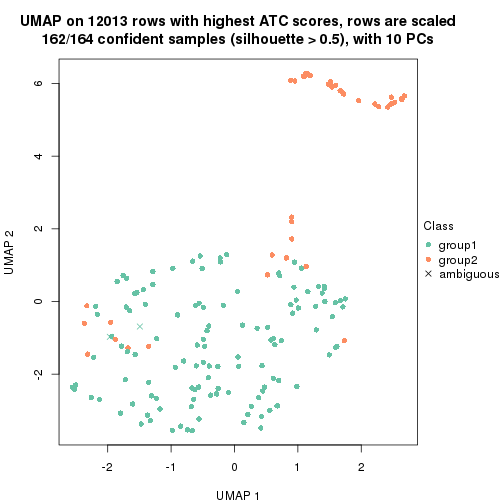 UMAP on 12013 rows with highest ATC scores, rows are scaled
162/164 confident samples (silhouette > 0.5), with 10 PCs
6
4
2
0
-2
UMAP 2
-2
-1
0
1
2
UMAP 1
Class
group1
group2
ambiguous